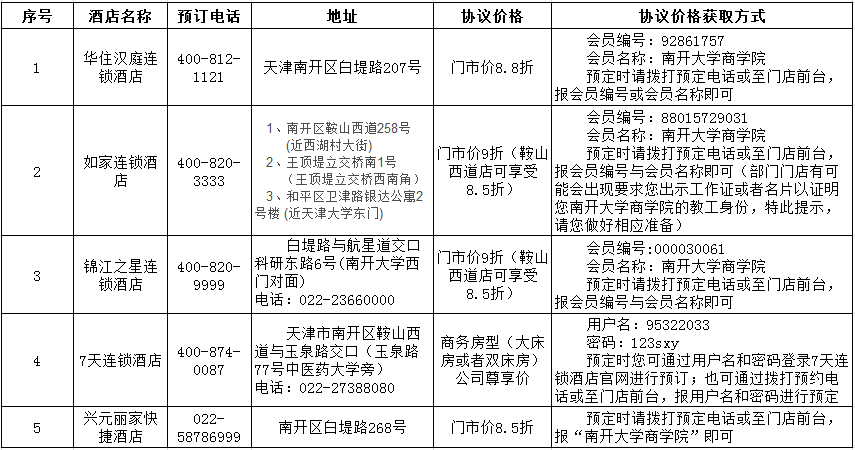 序号 酒店名称 预订电话 地址 协议价格 协议价格获取方式
1
华住汉庭连
锁酒店
400-812-
1121
天津南开区白堤路207号
门市价8.8折
会员编号：92861757
会员名称：南开大学商学院
预定时请拨打预定电话或至门店前台，
报会员编号或会员名称即可
2
如家连锁酒
店
400-820-
3333
1、南开区鞍山西道258号
(近西湖村大街)
2、王顶堤立交桥南1号
（王顶堤立交桥西南角）
3、和平区卫津路银达公寓2
号楼 (近天津大学东门)
门市价9折（鞍山
西道店可享受
8.5折）
会员编号：88015729031
会员名称：南开大学商学院
预定时请拨打预定电话或至门店前台，
报会员编号与会员名称即可（部门门店有可
能会出现要求您出示工作证或者名片以证明
您南开大学商学院的教工身份，特此提示，
请您做好相应准备）
3
锦江之星连
锁酒店
400-820-
9999
白堤路与航星道交口
科研东路6号(南开大学西
门对面)
电话：022-23660000
门市价9折（鞍山
西道店可享受
8.5折）
会员编号:000030061
会员名称：南开大学商学院
预定时请拨打预定电话或至门店前台，
报会员编号与会员名称即可
4
7天连锁酒店
400-874-
0087
天津市南开区鞍山西
道与玉泉路交口（玉泉路
77号中医药大学旁）
电话：022-27388080
商务房型（大床
房或者双床房）
公司尊享价
用户名：95322033
密码：123sxy
预定时您可通过用户名和密码登录7天连
锁酒店官网进行预订；也可通过拨打预约电
话或至门店前台，报用户名和密码进行预定
5
兴元丽家快
捷酒店
022-
58786999
南开区白堤路268号
门市价8.5折
预定时请拨打预定电话或至门店前台，
报“南开大学商学院”即可